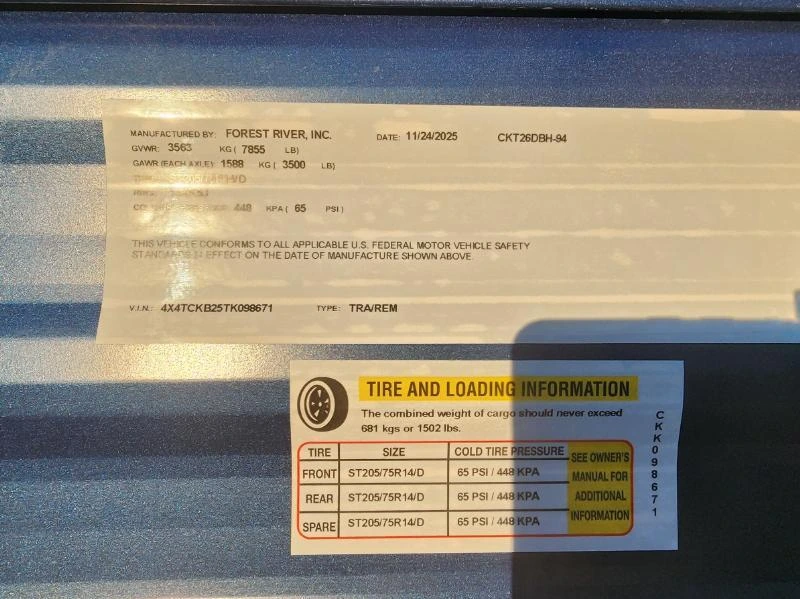 MANUFACTURED BY: FOREST RIVER, INC. DATE: 11/24/2025 CKT26DBH-94
GVWR: 3563 KG ( 7855 LB)
GAWR (EACH AXLE): 1588 KG ( 3500 LB)
448 KPA ( 65 PSI )
THIS VEHICLE CONFORMS TO ALL APPLICABLE U.S. FEDERAL MOTOR VEHICLE SAFETY
STANDARDS IN EFFECT ON THE DATE OF MANUFACTURE SHOWN ABOVE.
V.I.N.: 4X4TCKB25TK098671 TYPE: TRA/REM
TIRE AND LOADING INFORMATION
The combined weight of cargo should never exceed
681 kgs or 1502 lbs.
TIRE SIZE COLD TIRE PRESSURE
FRONT ST205/75R14/D 65 PSI / 448 KPA
REAR ST205/75R14/D 65 PSI / 448 KPA
SPARE ST205/75R14/D 65 PSI / 448 KPA
SEE OWNER'S
MANUAL FOR
ADDITIONAL
INFORMATION
CKK098671